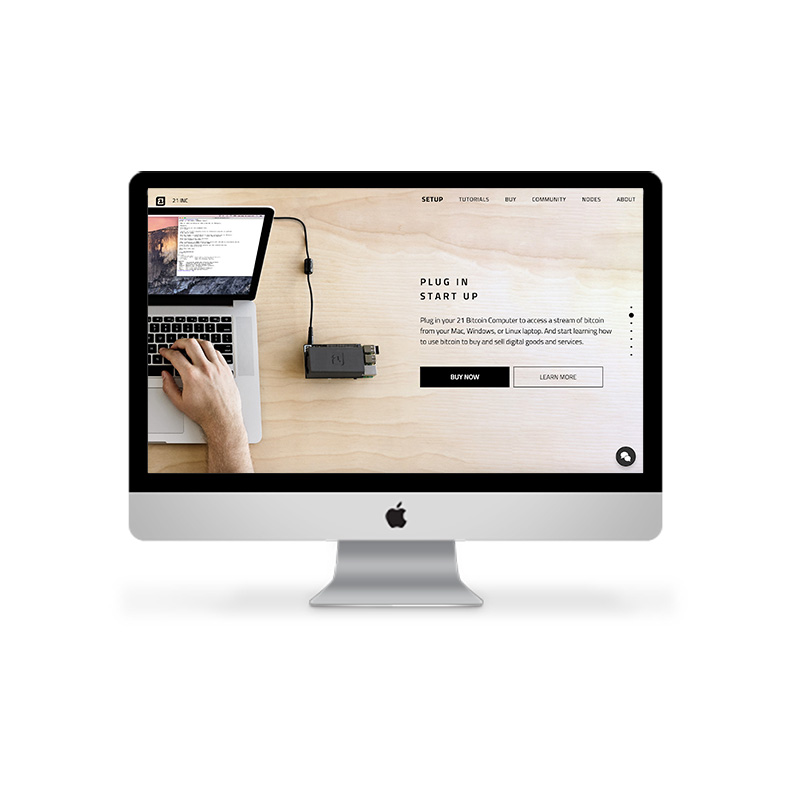 21 INC
SETUP TUTORIALS BUY COMMUNITY NODES ABOUT
PLUG IN
START UP
Plug in your 21 Bitcoin Computer to access a stream of bitcoin
from your Mac, Windows, or Linux laptop. And start learning how
to use bitcoin to buy and sell digital goods and services.
BUY NOW LEARN MORE